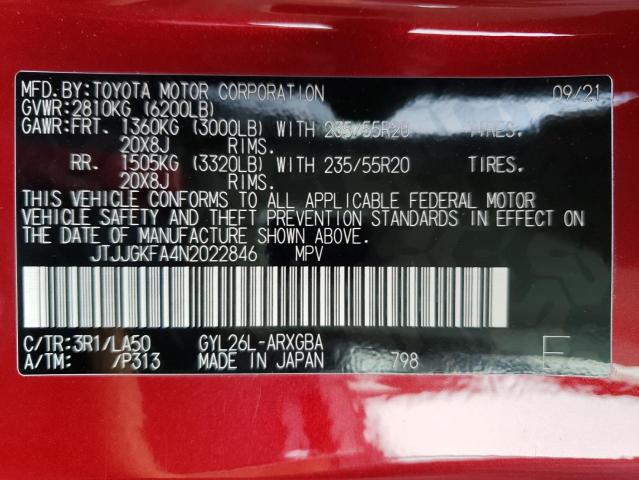 MFD. BY: TOYOTA MOTOR CORPORATION 09/21
GVWR: 2810KG (6200LB)
GAWR: FRT. 1360KG (3000LB) WITH 235/55R20 TIRES.
20X8J RIMS.
RR. 1505KG (3320LB) WITH 235/55R20 TIRES.
20X8J RIMS.
THIS VEHICLE CONFORMS TO ALL APPLICABLE FEDERAL MOTOR
VEHICLE SAFETY AND THEFT PREVENTION STANDARDS IN EFFECT ON
THE DATE OF MANUFACTURE SHOWN ABOVE.
JTJJGKFA4N2022846 MPV
C/TR: 3R1/LA50 GYL26L-ARXGBA
A/TM: /P313 MADE IN JAPAN 798 E